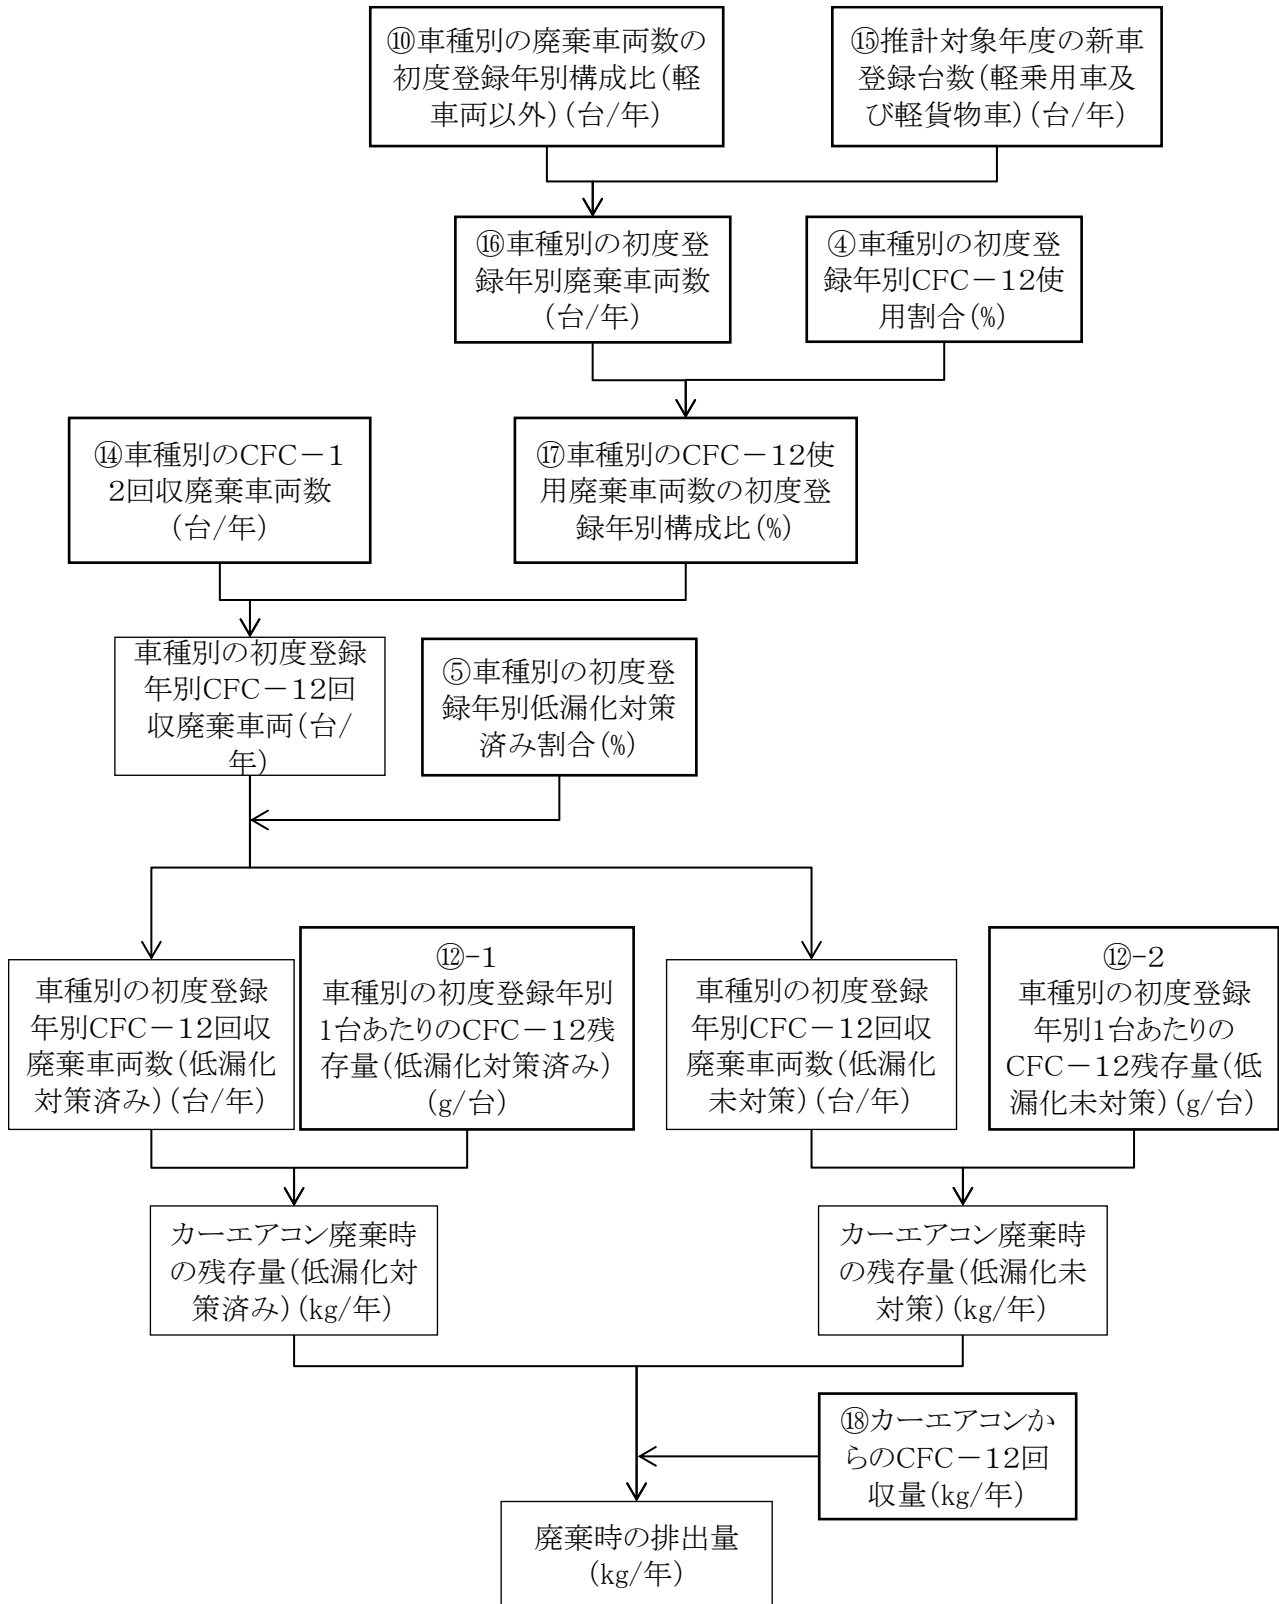 ⑩車種別の廃棄車両数の
初度登録年別構成比(軽
車両以外)(台/年)
⑮推計対象年度の新車
登録台数(軽乗用車及
び軽貨物車)(台/年)
⑯車種別の初度登
録年別廃棄車両数
(台/年)
④車種別の初度登
録年別CFC－12使
用割合(%)
⑭車種別のCFC－1
2回収廃棄車両数
(台/年)
⑰車種別のCFC－12使
用廃棄車両数の初度登
録年別構成比(%)
車種別の初度登録
年別CFC－12回
収廃棄車両(台/
年)
⑤車種別の初度登
録年別低漏化対策
済み割合(%)
車種別の初度登録
年別CFC－12回収
廃棄車両数(低漏化
対策済み)(台/年)
⑫-1
車種別の初度登録年別
1台あたりのCFC－12残
存量(低漏化対策済み)
(g/台)
車種別の初度登録
年別CFC－12回収
廃棄車両数(低漏化
未対策)(台/年)
⑫-2
車種別の初度登録
年別1台あたりの
CFC－12残存量(低
漏化未対策)(g/台)
カーエアコン廃棄時
の残存量(低漏化対
策済み)(kg/年)
カーエアコン廃棄時
の残存量(低漏化未
対策)(kg/年)
⑱カーエアコンか
らのCFC－12回
収量(kg/年)
廃棄時の排出量
(kg/年)